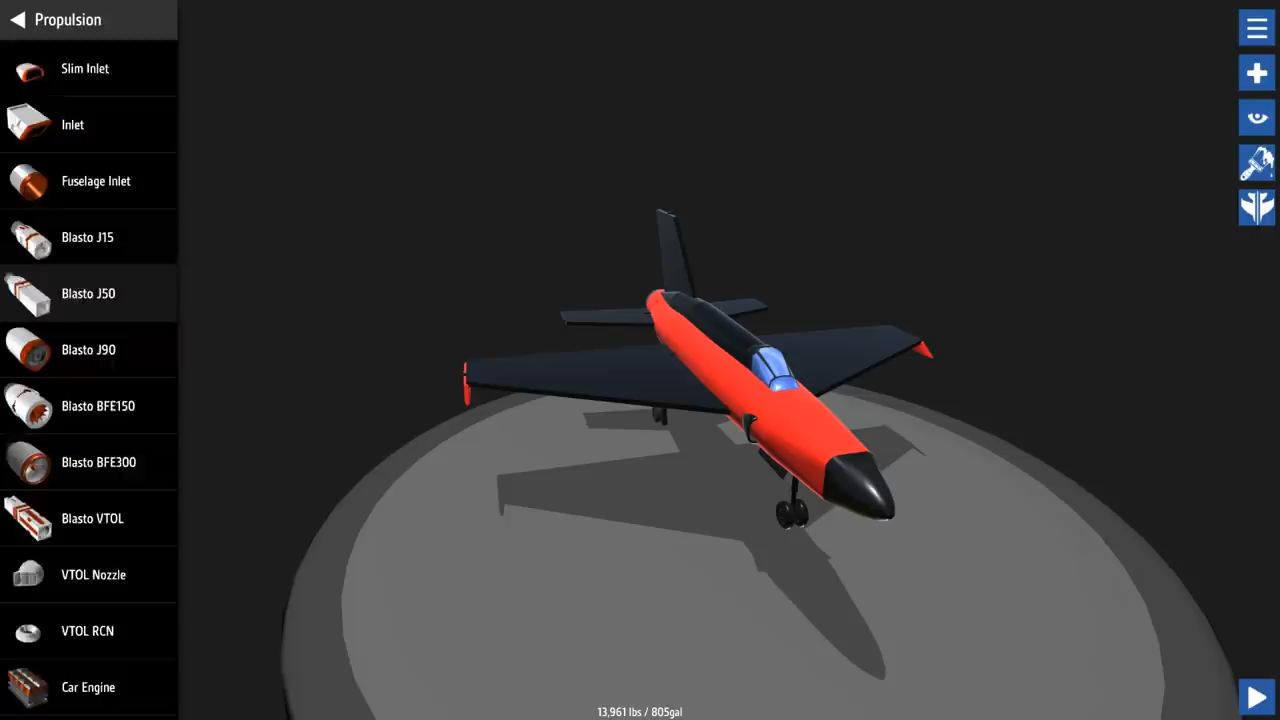 Propulsion
Slim Inlet
Inlet
Fuselage Inlet
Blasto J15
Blasto J50
Blasto J90
Blasto BFE150
Blasto BFE300
Blasto VTOL
VTOL Nozzle
VTOL RCN
Car Engine
13,961 lbs / 805gal